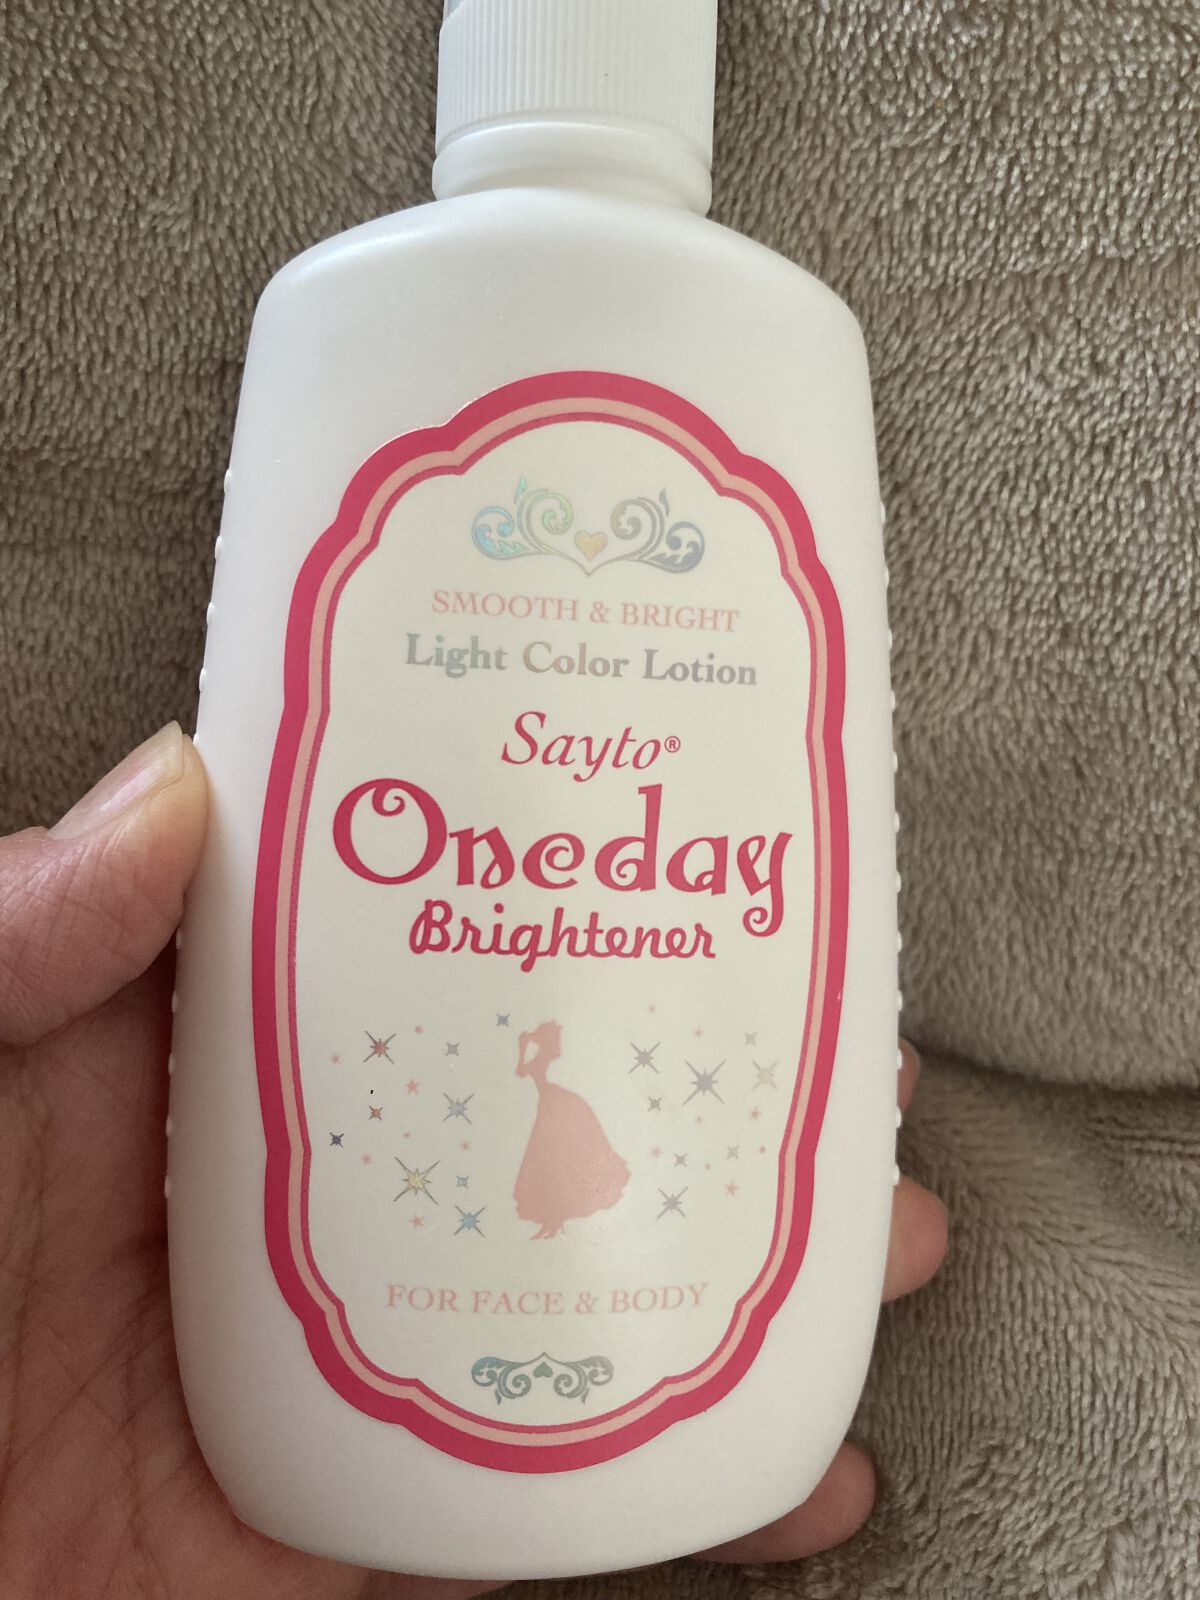 SMOOTH & BRIGHT
Light Color Lotion
Sayto®
Oneday
Brightener
FOR FACE & BODY